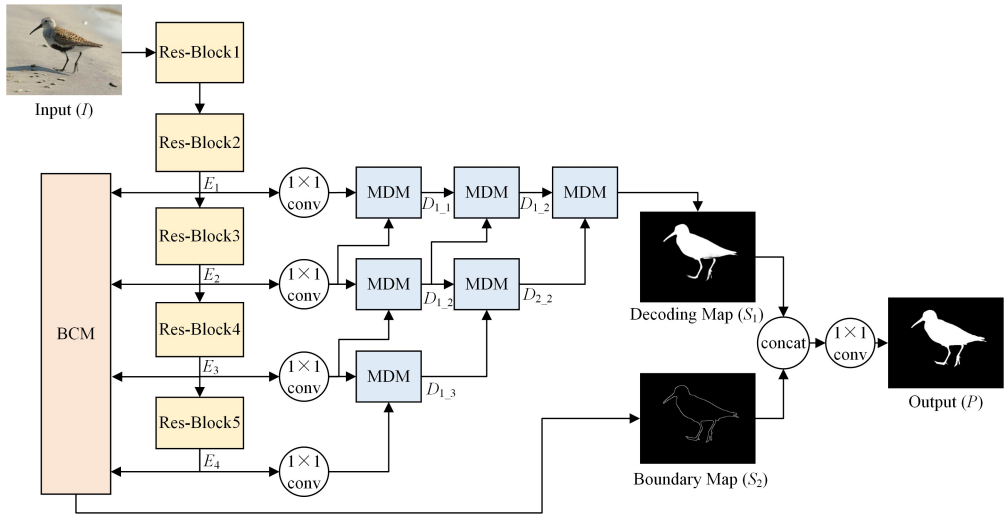 Input (I)
Res-Block1
Res-Block2
E1
1×1
conv
MDM
D1_1
MDM
D1_2
MDM
Res-Block3
E2
1×1
conv
MDM
D1_2
MDM
D2_2
Decoding Map (S1)
BCM
Res-Block4
E3
1×1
conv
MDM
D1_3
concat
1×1
conv
Output (P)
Res-Block5
E4
1×1
conv
Boundary Map (S2)